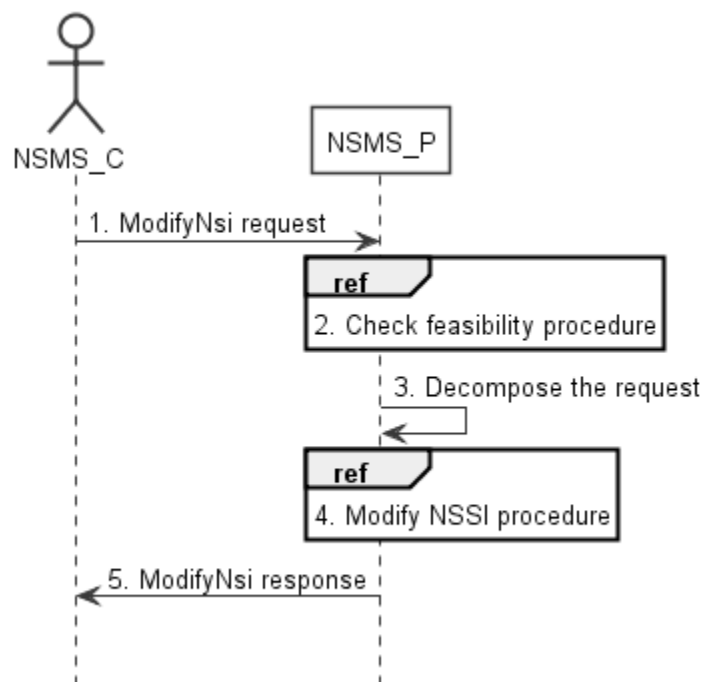 NSMS_C
NSMS_P
1. ModifyNsi request
ref
2. Check feasibility procedure
3. Decompose the request
ref
4. Modify NSSI procedure
5. ModifyNsi response